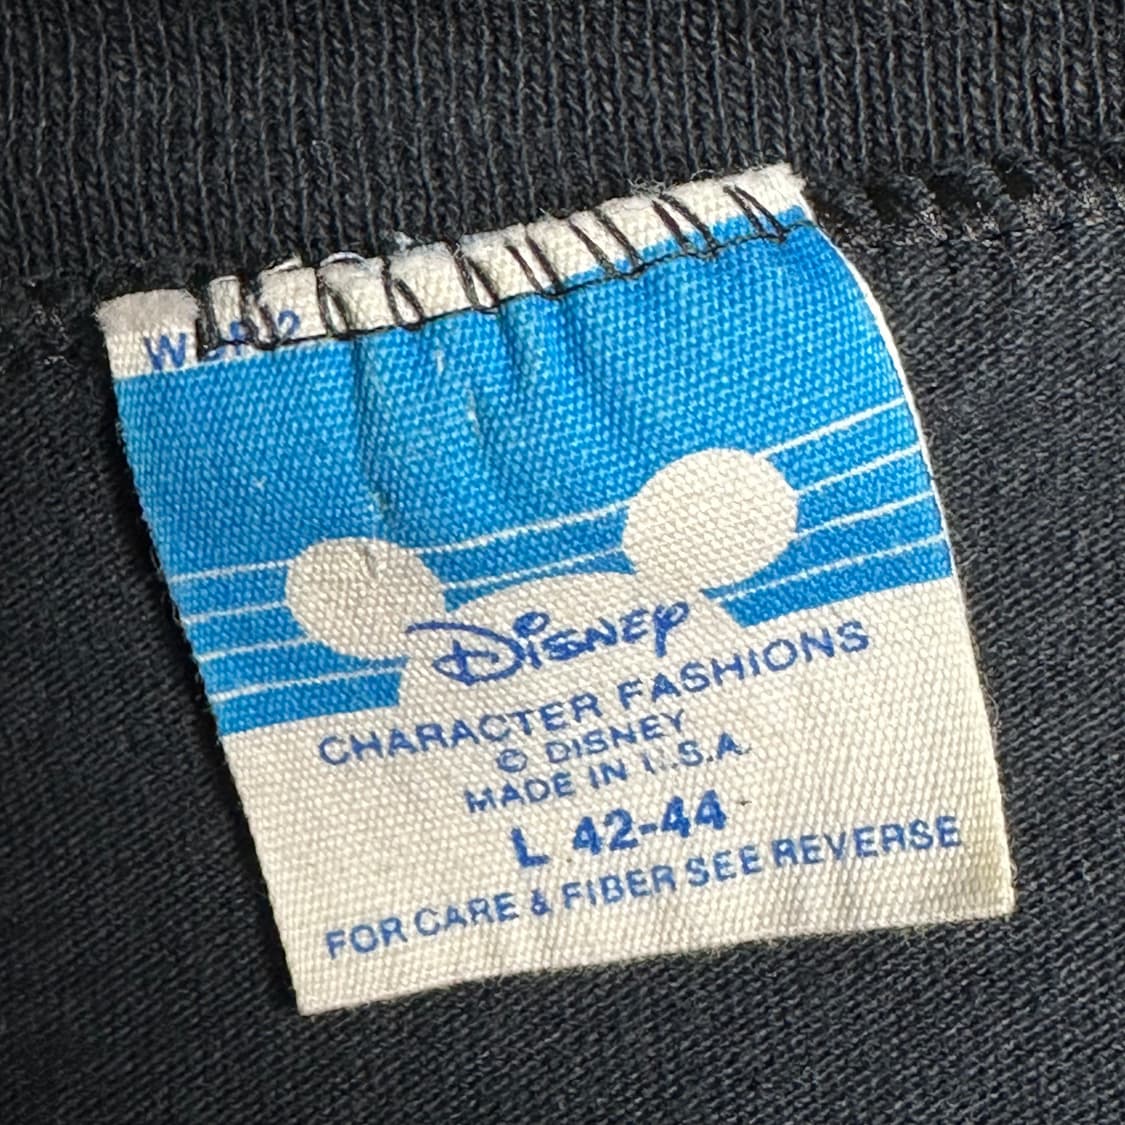 DISNEY
CHARACTER FASHIONS
© DISNEY
MADE IN U.S.A.
L 42-44
FOR CARE & FIBER SEE REVERSE